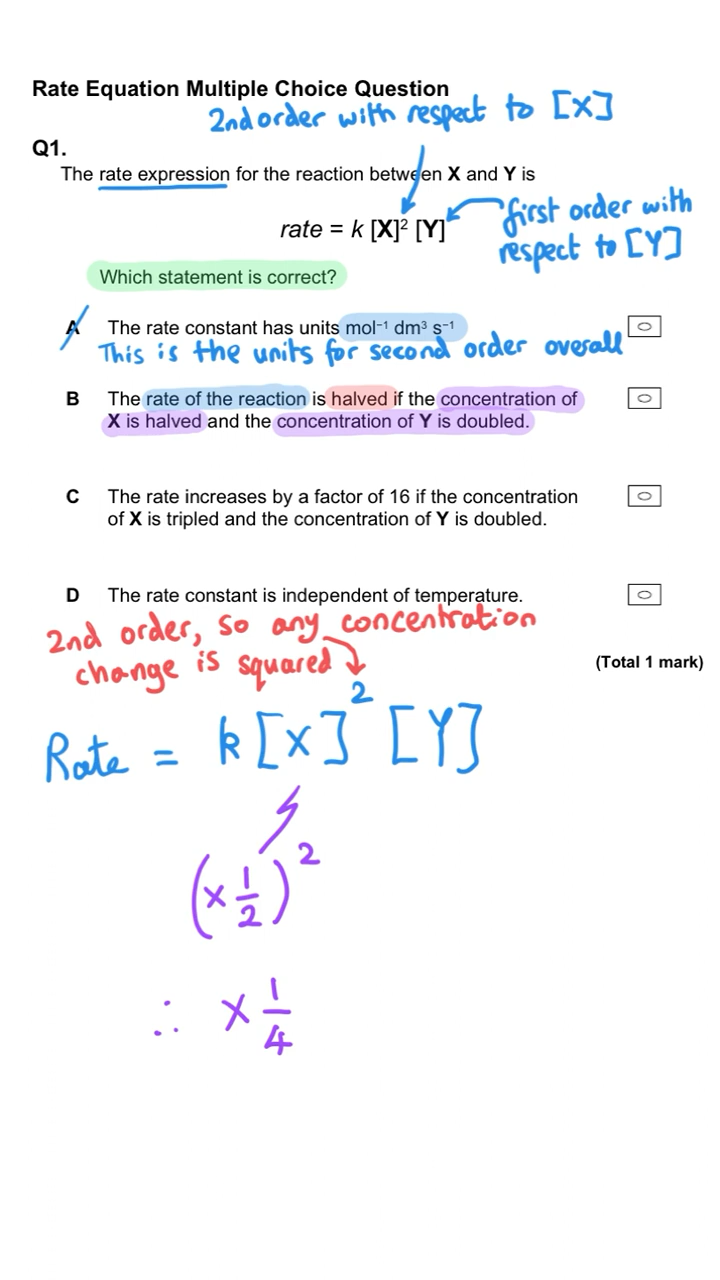 Rate Equation Multiple Choice Question
2nd order with respect to [X]
Q1.
The rate expression for the reaction between X and Y is
rate = k [X]² [Y]
first order with
respect to [Y]
Which statement is correct?
A The rate constant has units mol⁻¹ dm³ s⁻¹
This is the units for second order overall
B The rate of the reaction is halved if the concentration of
X is halved and the concentration of Y is doubled.
C The rate increases by a factor of 16 if the concentration
of X is tripled and the concentration of Y is doubled.
D The rate constant is independent of temperature.
2nd order, so any concentration
change is squared
(Total 1 mark)
Rate = k[X]² [Y]
(× 1/2)²
∴ × 1/4